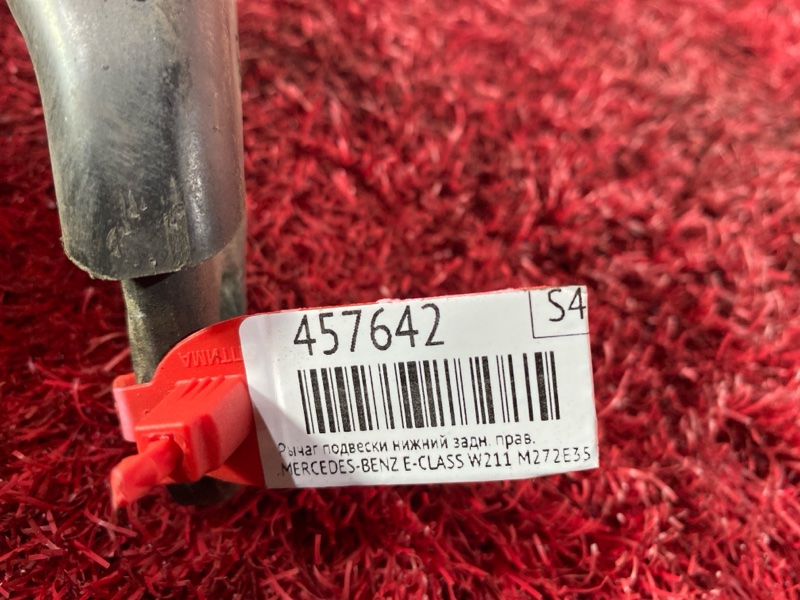 S4
457642
Рычаг подвески нижний задн. прав.
MERCEDES-BENZ E-CLASS W211 M272E35